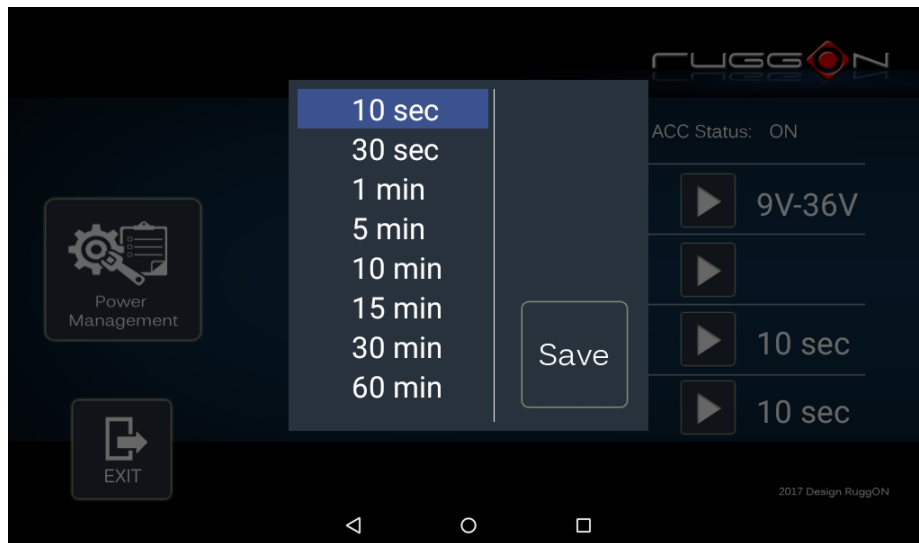 RUGGON
ACC Status: ON
10 sec
30 sec
1 min
5 min
10 min
15 min
30 min
60 min
Save
9V-36V
10 sec
10 sec
Power
Management
EXIT
2017 Design RuggON